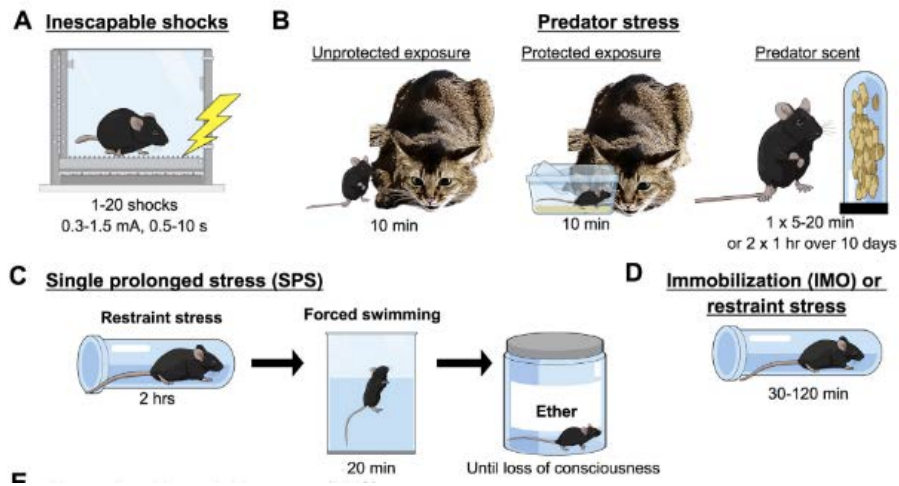 A Inescapable shocks
1-20 shocks
0.3-1.5 mA, 0.5-10 s
B Predator stress
Unprotected exposure
10 min
Protected exposure
10 min
Predator scent
1 x 5-20 min
or 2 x 1 hr over 10 days
C Single prolonged stress (SPS)
Restraint stress
2 hrs
Forced swimming
20 min
Ether
Until loss of consciousness
D Immobilization (IMO) or
restraint stress
30-120 min